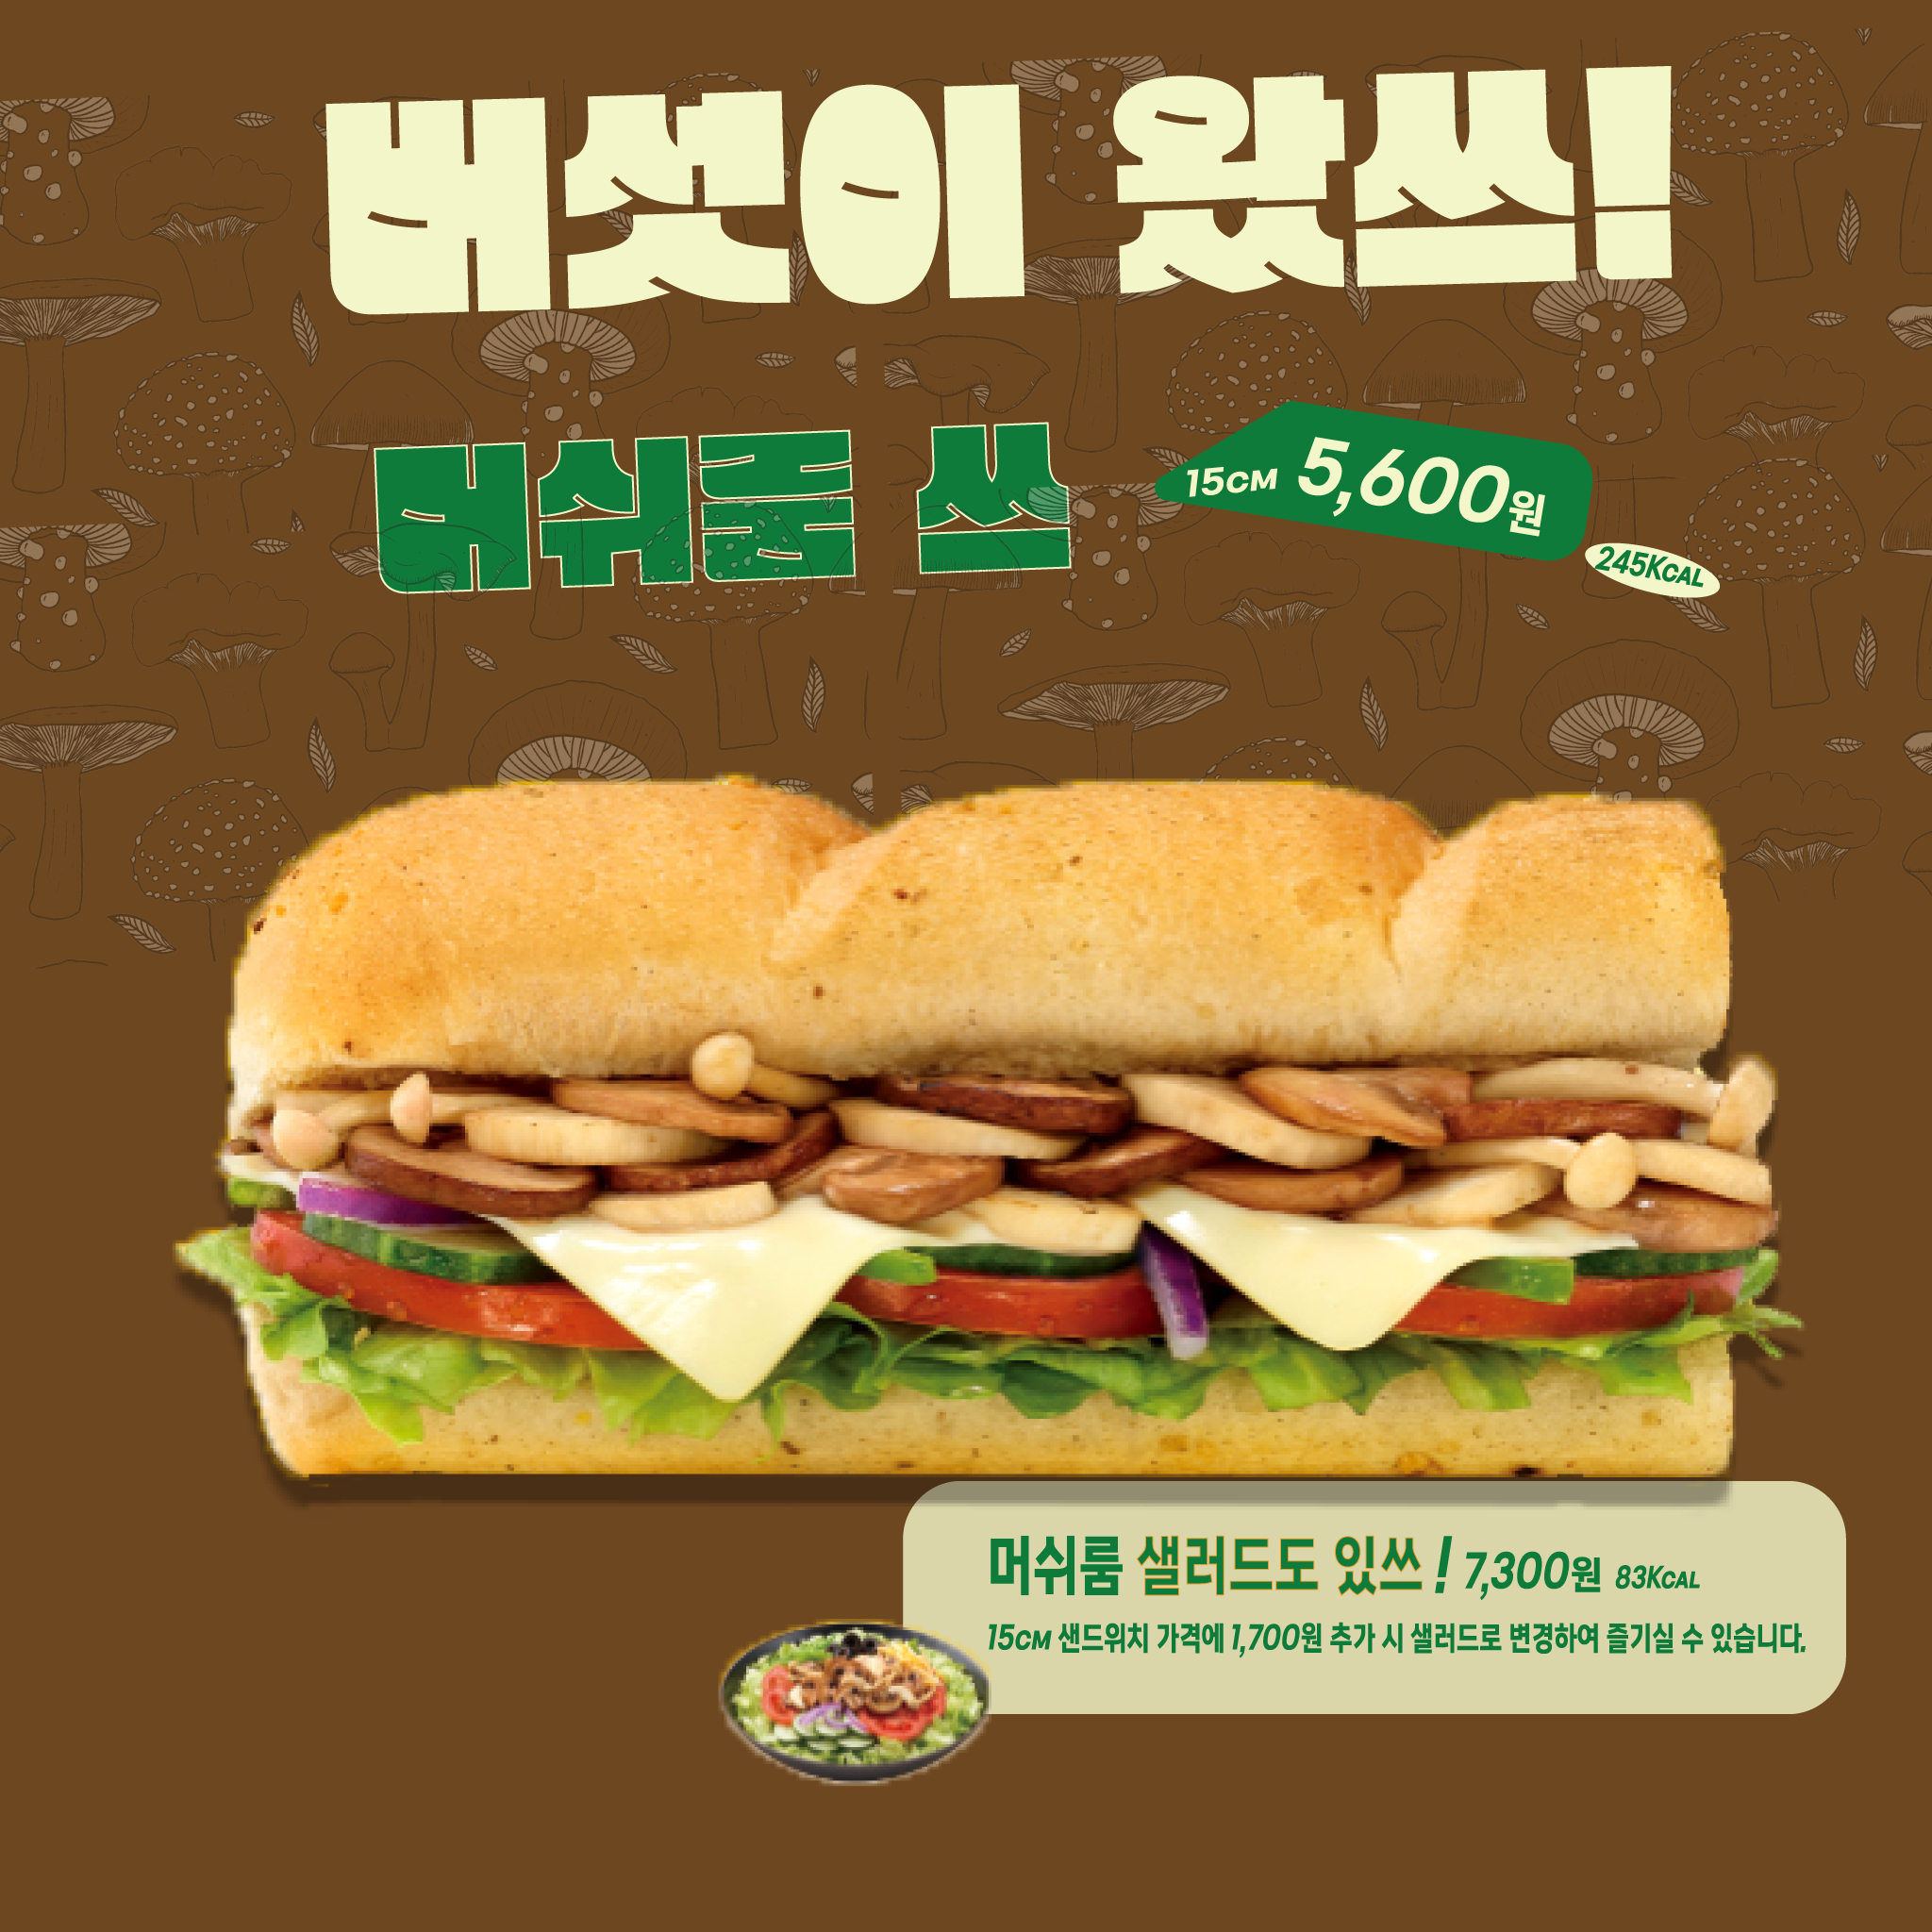 버섯이 왔쓰!
머쉬룸 쓰
15CM 5,600원
245KCAL
머쉬룸 샐러드도 있쓰! 7,300원 83KCAL
15CM 샌드위치 가격에 1,700원 추가 시 샐러드로 변경하여 즐기실 수 있습니다.